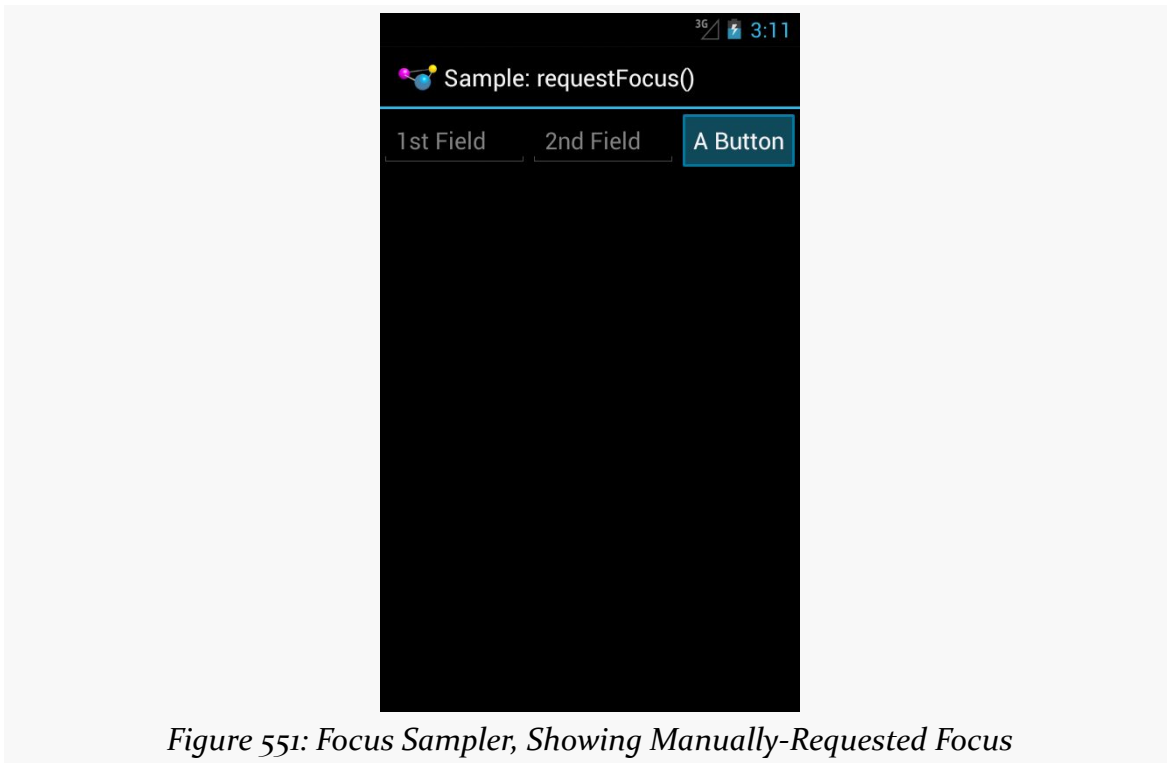 3G 3:11
Sample: requestFocus()
1st Field 2nd Field A Button
Figure 551: Focus Sampler, Showing Manually-Requested Focus